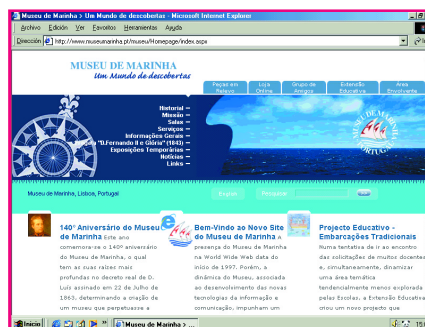 Museu de Marinha > Um Mundo de descobertas - Microsoft Internet Explorer
Archivo Edición Ver Favoritos Herramientas Ayuda
Dirección http://www.museumarinha.pt/museu/Homepage/index.aspx Ir
MUSEU DE MARINHA
Um Mundo de descobertas
Peças em Relevo
Loja Online
Grupo de Amigos
Extensão Educativa
Área Envolvente
Historial
Missão
Salas
Serviços
Informações Gerais
"D.Fernando II e Glória" (1843)
Exposições Temporárias
Notícias
Links
MUSEU DE MARINHA
PORTUGAL
Museu de Marinha, Lisboa, Portugal
English
Pesquisar
140º Aniversário do Museu
de Marinha Este ano
comemora-se o 140º aniversário
do Museu de Marinha, o qual
tem as suas raízes mais
profundas no decreto real de D.
Luís assinado em 22 de Julho de
1863, determinando a criação de
um museu que perpetuasse a
Bem-Vindo ao Novo Site
do Museu de Marinha A
presença do Museu de Marinha
na World Wide Web data do
início de 1997. Porém, a
dinâmica do Museu, associada
ao desenvolvimento das novas
tecnologias da informação e
comunicação, impunham um
Projecto Educativo -
Embarcações Tradicionais
Numa tentativa de ir ao encontro
das solicitações de muitos docentes
e, simultaneamente, dinamizar
uma área temática
tendencialmente menos explorada
pelas Escolas, a Extensão Educativa
criou um novo projecto que
Inicio
Museu de Marinha > ...